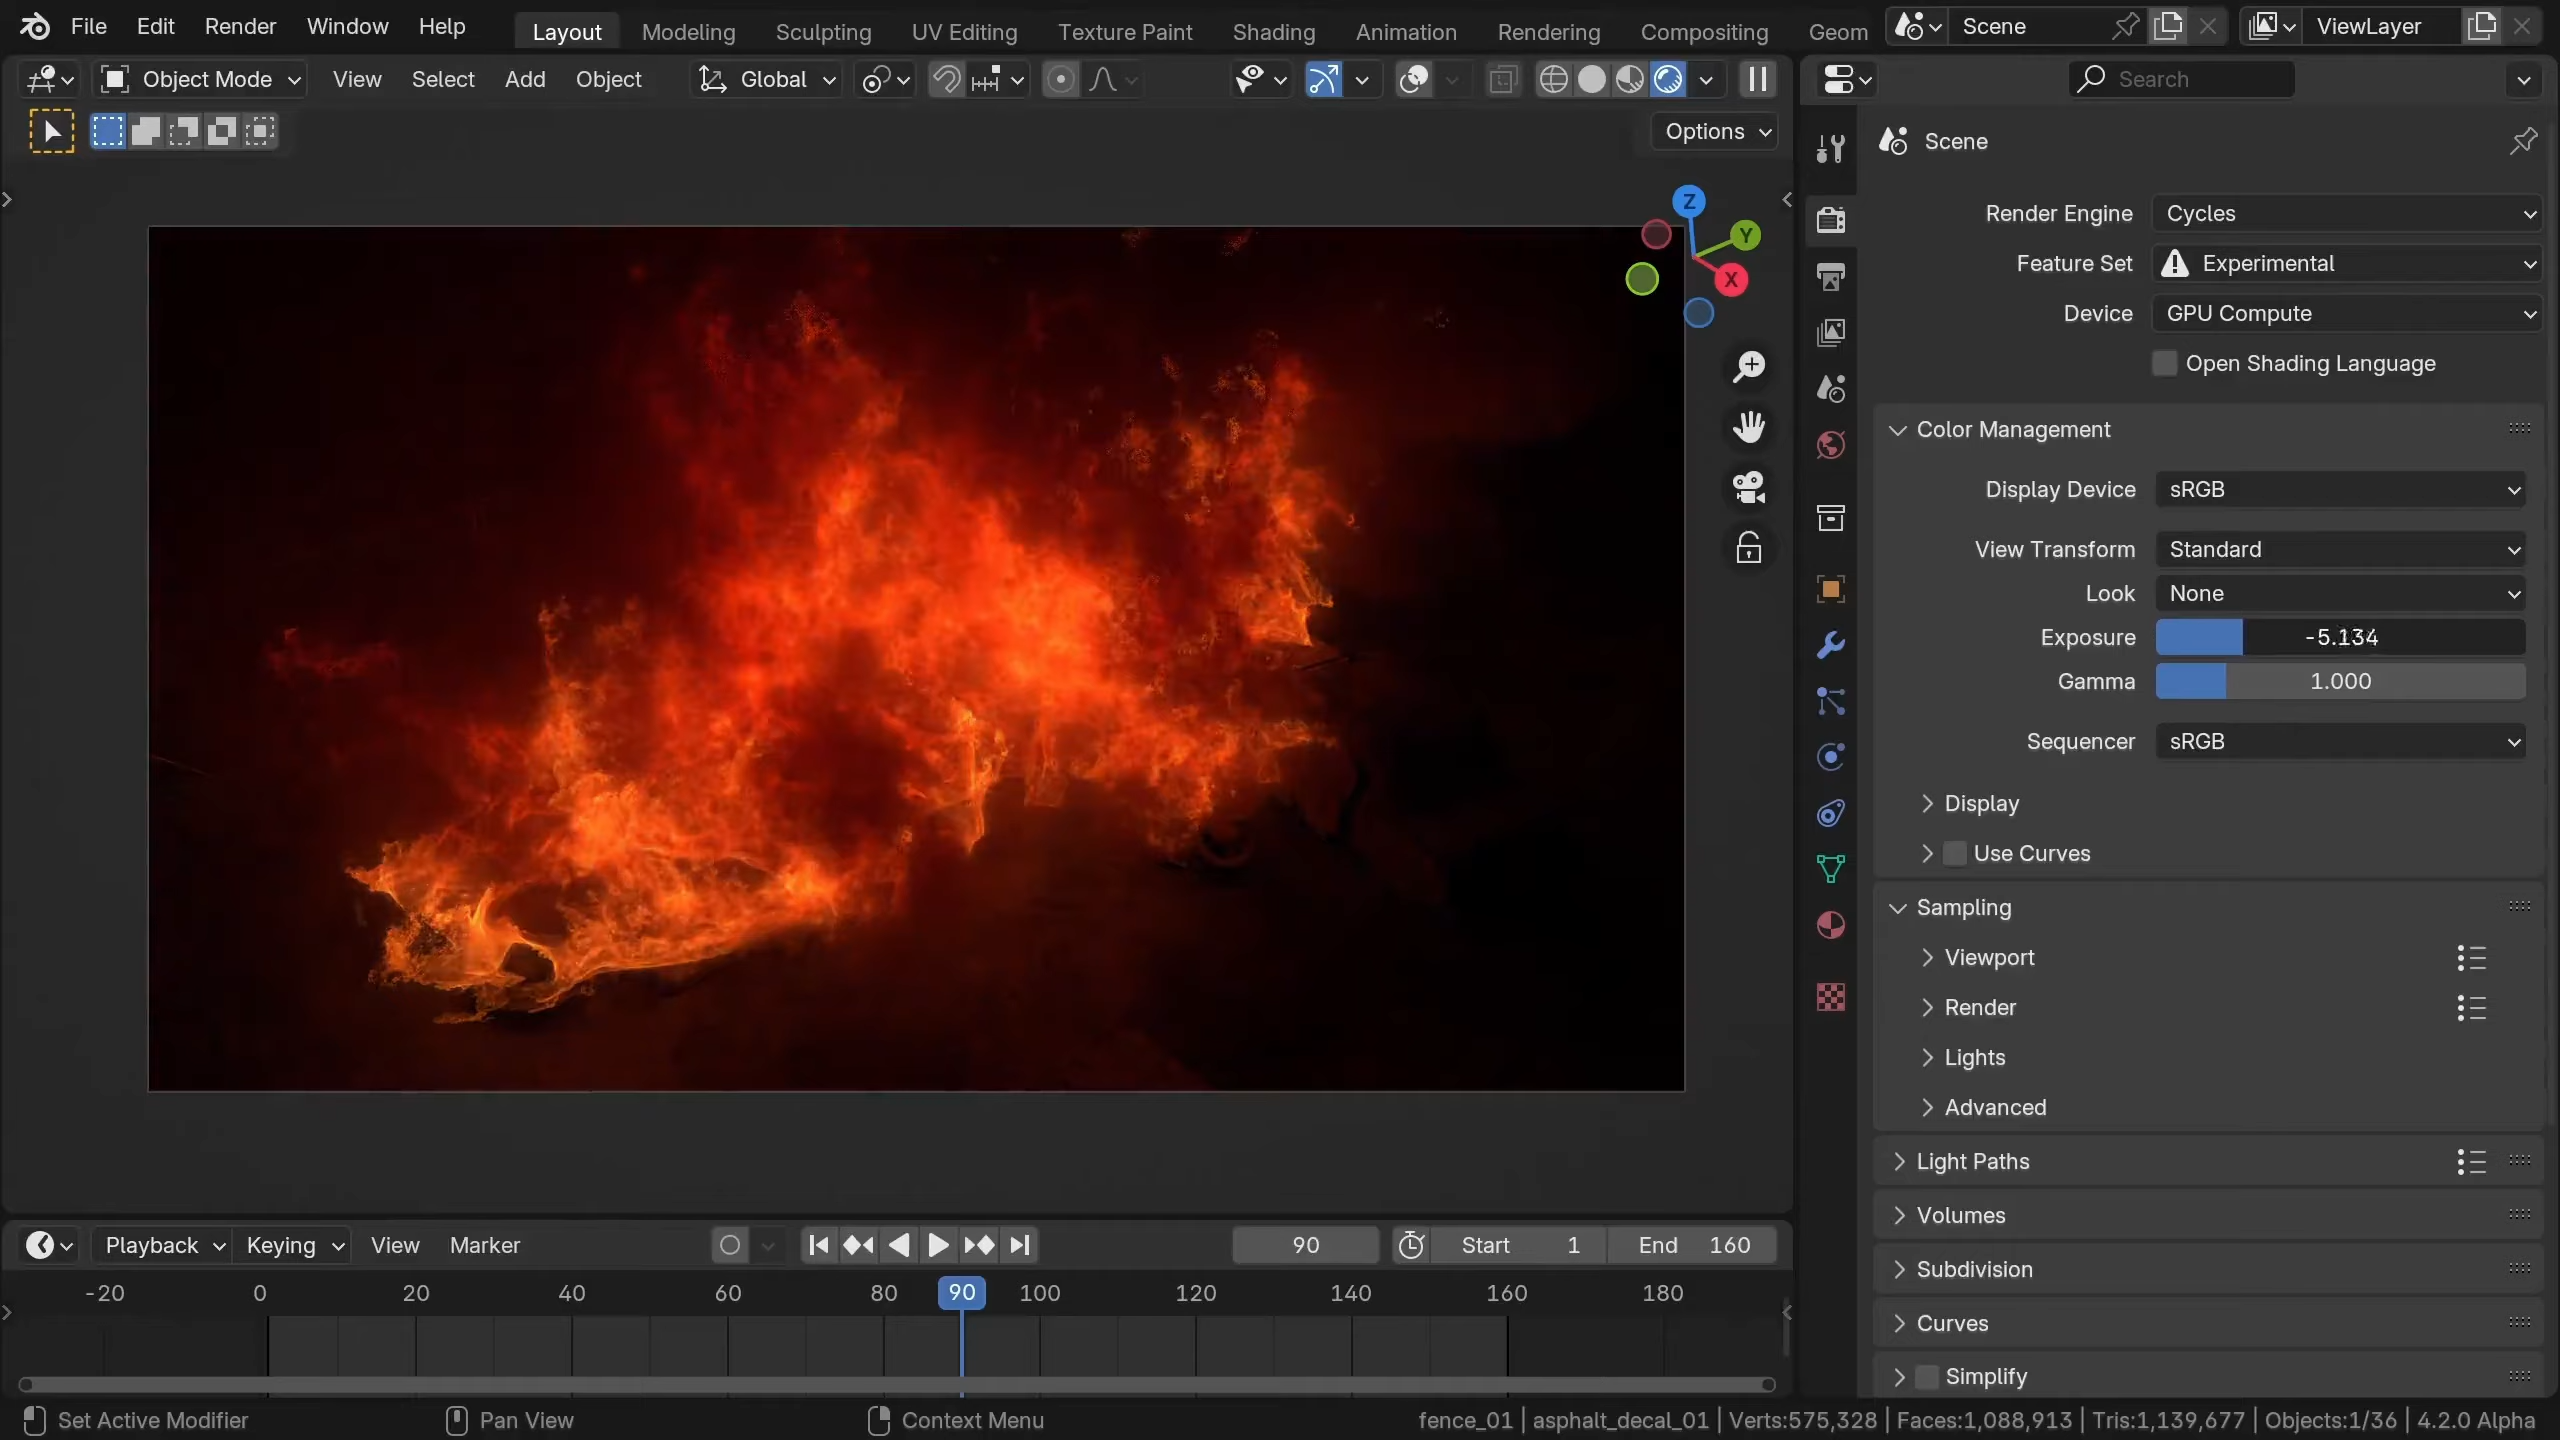 File Edit Render Window Help Layout Modeling Sculpting UV Editing Texture Paint Shading Animation Rendering Compositing Geom Scene ViewLayer
Object Mode View Select Add Object Global Search
Options
Scene
Z
Y
X
Render Engine Cycles
Feature Set Experimental
Device GPU Compute
Open Shading Language
Color Management
Display Device sRGB
View Transform Standard
Look None
Exposure -5.134
Gamma 1.000
Sequencer sRGB
Display
Use Curves
Sampling
Viewport
Render
Lights
Advanced
Light Paths
Volumes
Subdivision
Curves
Simplify
Playback Keying View Marker 90 Start 1 End 160
-20 0 20 40 60 80 90 100 120 140 160 180
Set Active Modifier Pan View Context Menu fence_01 | asphalt_decal_01 | Verts:575,328 | Faces:1,088,913 | Tris:1,139,677 | Objects:1/36 | 4.2.0 Alpha